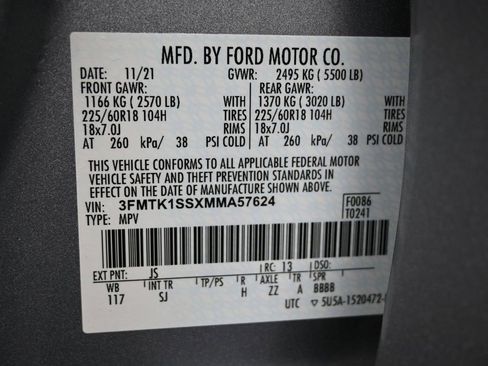 MFD. BY FORD MOTOR CO.
DATE: 11/21 GVWR: 2495 KG ( 5500 LB)
FRONT GAWR: REAR GAWR:
1166 KG ( 2570 LB) WITH 1370 KG ( 3020 LB) WITH
225/60R18 104H TIRES 225/60R18 104H TIRES
18x7.0J RIMS 18x7.0J RIMS
AT 260 kPa/ 38 PSI COLD AT 260 kPa/ 38 PSI COLD
THIS VEHICLE CONFORMS TO ALL APPLICABLE FEDERAL MOTOR
VEHICLE SAFETY AND THEFT PREVENTION STANDARDS IN
EFFECT ON THE DATE OF MANUFACTURE SHOWN ABOVE.
VIN: 3FMTK1SSXMMA57624 F0086
TYPE: MPV T0241
EXT PNT: JS RC: 13 DSO:
WB INT TR TP/PS R AXLE TR SPR
117 SJ H ZZ A BBBB
UTC ▽ 5U5A-1520472-